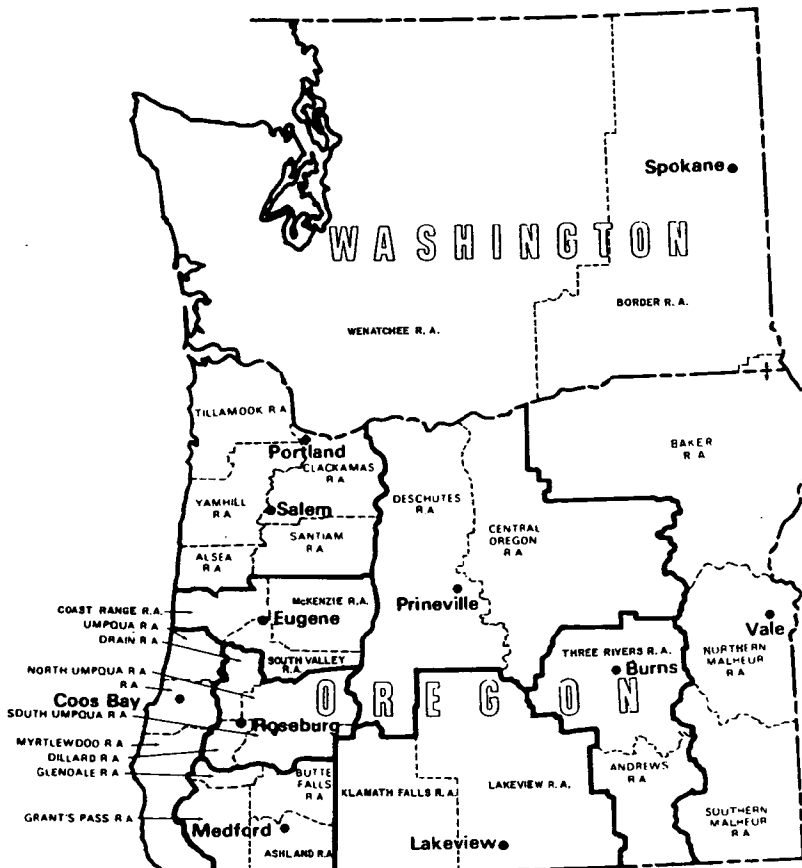 Spokane
WASHINGTON
WENATCHEE R. A.
BORDER R. A.
TILLAMOOK R A
Portland
CLACKAMAS
R A
BAKER
R A
DESCHUTES
R A
YAMHILL
R A
Salem
SANTIAM
R A
CENTRAL
OREGON
R A
ALSEA
R A
COAST RANGE R.A.
UMPQUA R A
DRAIN R A
McKENZIE R.A.
Eugene
Prineville
Vale
NORTHERN
MALHEUR
R A
SOUTH VALLEY
R A
THREE RIVERS R.A.
Burns
NORTH UMPQUA R A
R A
Coos Bay
OREGON
SOUTH UMPQUA R A
Roseburg
MYRTLEWOO R A
DILLARD R A
GLENDALE R A
BUTTE
FALLS
R A
KLAMATH FALLS R.A.
LAKEVIEW R.A.
ANDREWS
R A
GRANT'S PASS R A
Medford
ASHLAND R A
Lakeview
SOUTHERN
MALHEUR
R A